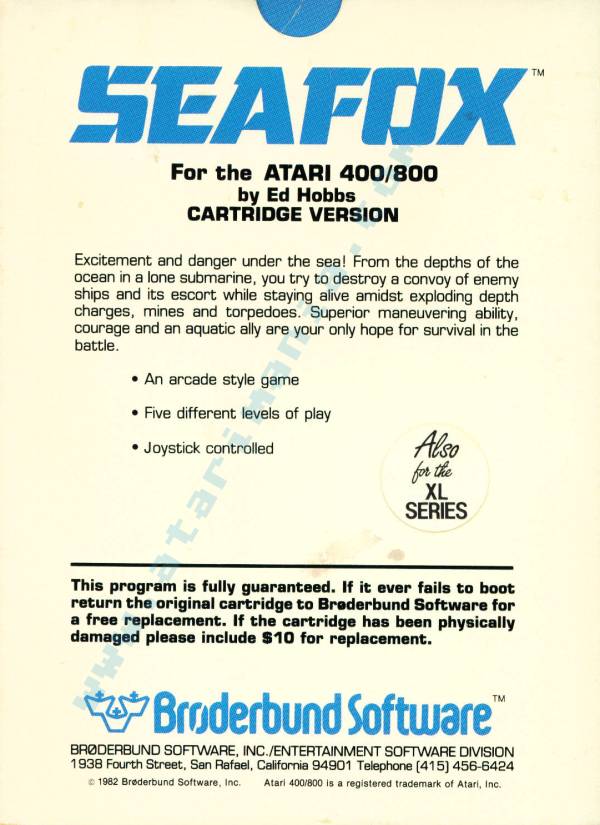 SEAFOX™
For the ATARI 400/800
by Ed Hobbs
CARTRIDGE VERSION
Excitement and danger under the sea! From the depths of the
ocean in a lone submarine, you try to destroy a convoy of enemy
ships and its escort while staying alive amidst exploding depth
charges, mines and torpedoes. Superior maneuvering ability,
courage and an aquatic ally are your only hope for survival in the
battle.
• An arcade style game
• Five different levels of play
• Joystick controlled
Also
for the
XL
SERIES
This program is fully guaranteed. If it ever fails to boot
return the original cartridge to Brøderbund Software for
a free replacement. If the cartridge has been physically
damaged please include $10 for replacement.
Brøderbund Software™
BRØDERBUND SOFTWARE, INC./ENTERTAINMENT SOFTWARE DIVISION
1938 Fourth Street, San Rafael, California 94901 Telephone (415) 456-6424
© 1982 Brøderbund Software, Inc. Atari 400/800 is a registered trademark of Atari, Inc.
www.atarimania.com